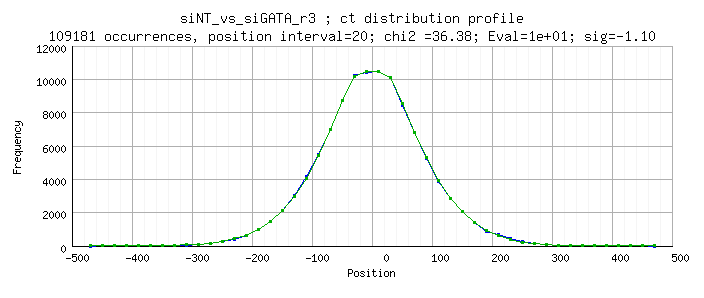 siNT_vs_siGATA_r3 ; ct distribution profile
109181 occurrences, position interval=20; chi2 =36.38; Eval=1e+01; sig=-1.10
12000
10000
8000
6000
4000
2000
0
Frequency
-500 -400 -300 -200 -100 0 100 200 300 400 500
Position